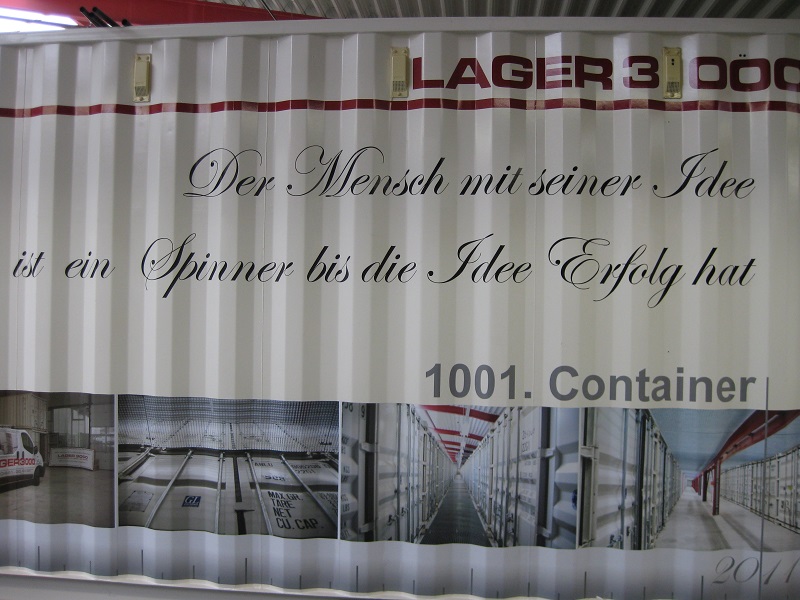 LAGER 3000
Der Mensch mit seiner Idee
ist ein Spinner bis die Idee Erfolg hat
1001. Container
MAX.GR.
TARE
NET
CU.CAP.
2011